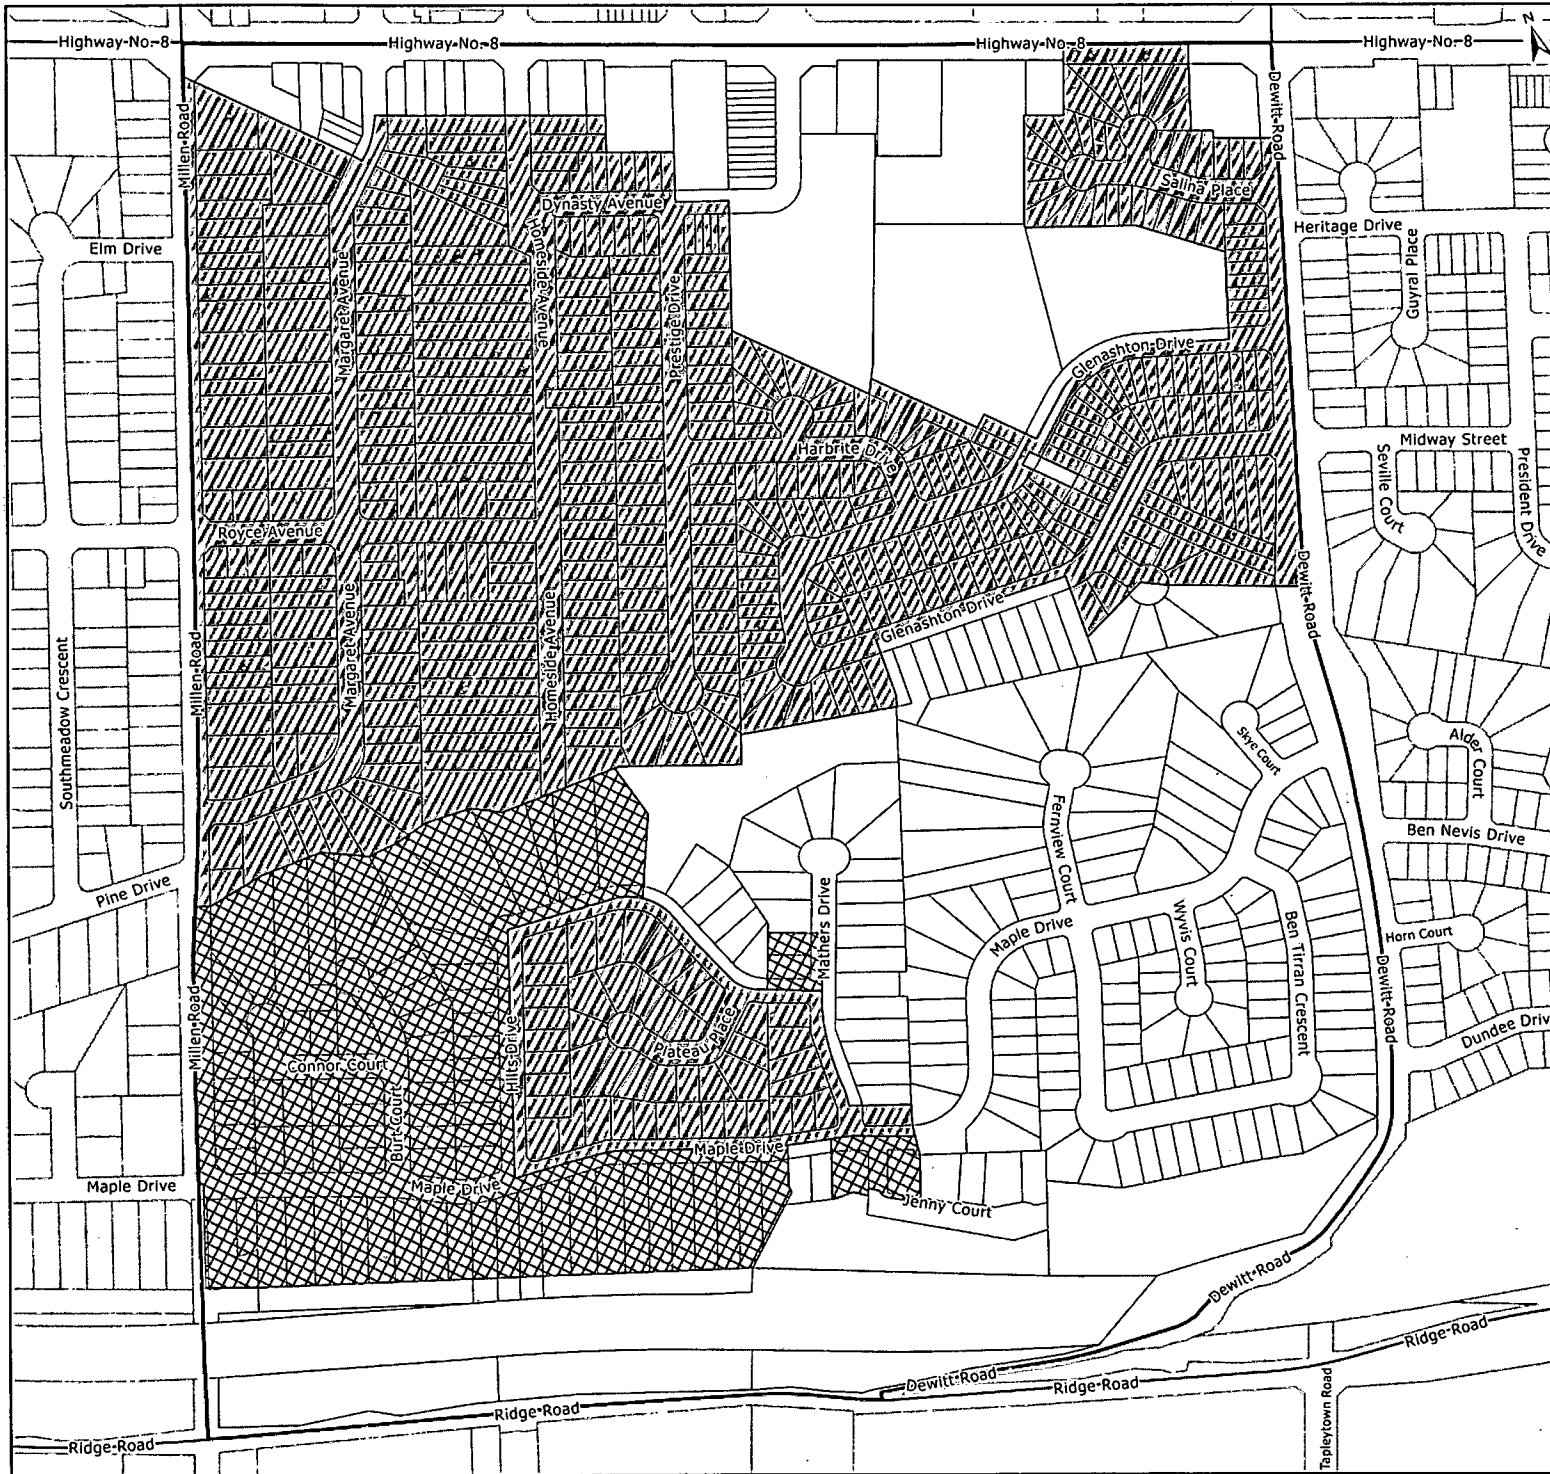 N
Highway No. 8
Highway No. 8
Highway No. 8
Highway No. 8
Millen Road
Dewitt Road
Salina Place
Dynasty Avenue
Heritage Drive
Guyral Place
Elm Drive
Margaret Avenue
Homeside Avenue
Prestige Drive
Glenashton Drive
Harbrite Drive
Midway Street
Seville Court
President Drive
Royce Avenue
Dewitt Road
Margaret Avenue
Homeside Avenue
Glenashton Drive
Southmeadow Crescent
Millen Road
Skye Court
Alder Court
Fernview Court
Ben Nevis Drive
Pine Drive
Mathers Drive
Maple Drive
Wyvis Court
Ben Tirran Crescent
Horn Court
Dewitt Road
Millen Road
Hilts Drive
Plateau Place
Connor Court
Burl Court
Dundee Driv
Maple Drive
Maple Drive
Maple Drive
Jenny Court
Dewitt Road
Ridge Road
Dewitt Road
Ridge Road
Ridge Road
Ridge Road
Tapleytown Road